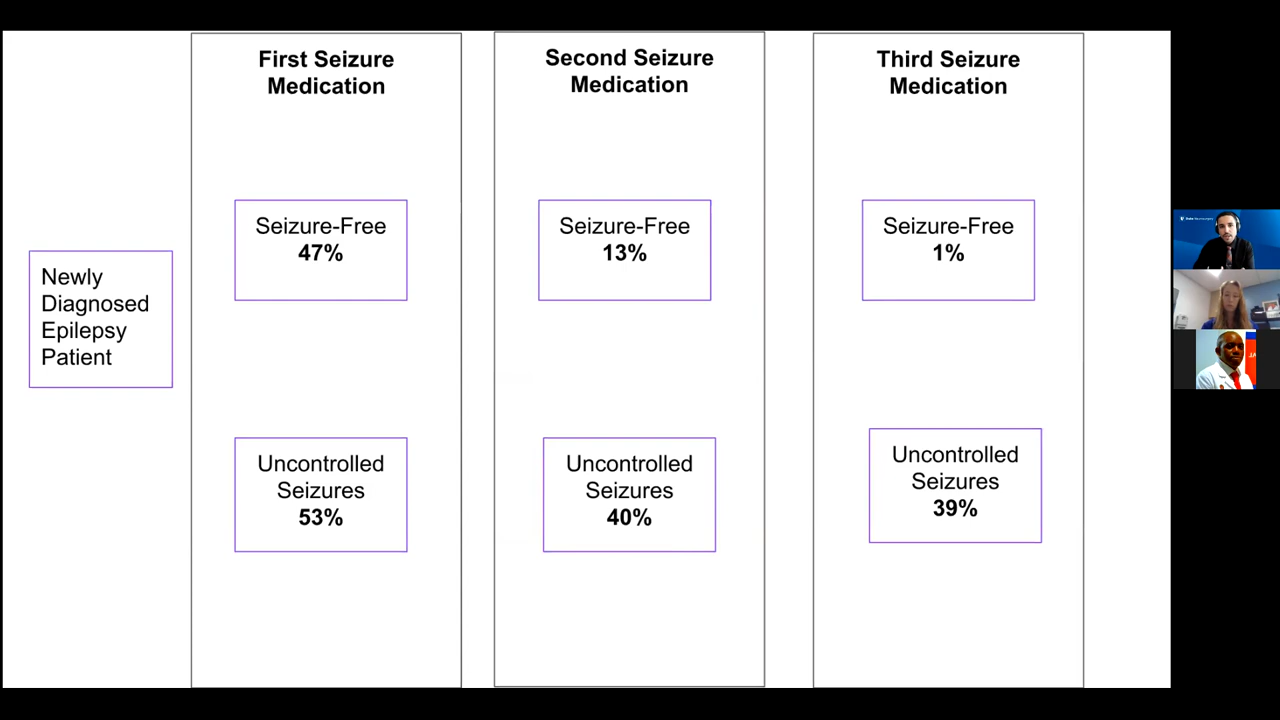 First Seizure
Medication
Second Seizure
Medication
Third Seizure
Medication
Newly
Diagnosed
Epilepsy
Patient
Seizure-Free
47%
Seizure-Free
13%
Seizure-Free
1%
Uncontrolled
Seizures
53%
Uncontrolled
Seizures
40%
Uncontrolled
Seizures
39%